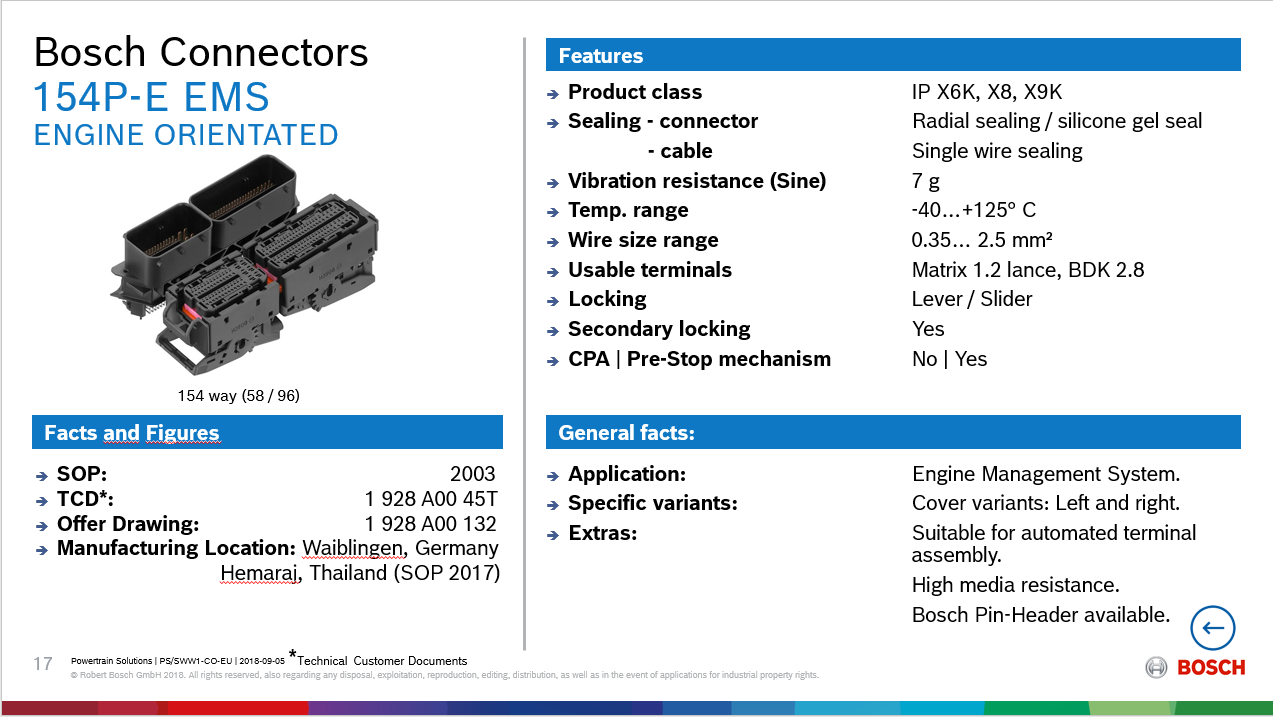 Bosch Connectors
154P-E EMS
ENGINE ORIENTATED
154 way (58 / 96)
Facts and Figures
SOP: 2003
TCD*: 1 928 A00 45T
Offer Drawing: 1 928 A00 132
Manufacturing Location: Waiblingen, Germany
Hemaraj, Thailand (SOP 2017)
Features
Product class IP X6K, X8, X9K
Sealing - connector Radial sealing / silicone gel seal
- cable Single wire sealing
Vibration resistance (Sine) 7 g
Temp. range -40…+125° C
Wire size range 0.35… 2.5 mm²
Usable terminals Matrix 1.2 lance, BDK 2.8
Locking Lever / Slider
Secondary locking Yes
CPA | Pre-Stop mechanism No | Yes
General facts:
Application: Engine Management System.
Specific variants: Cover variants: Left and right.
Extras: Suitable for automated terminal
assembly.
High media resistance.
Bosch Pin-Header available.
17 Powertrain Solutions | PS/SWW1-CO-EU | 2018-09-05 *Technical Customer Documents
© Robert Bosch GmbH 2018. All rights reserved, also regarding any disposal, exploitation, reproduction, editing, distribution, as well as in the event of applications for industrial property rights.
BOSCH